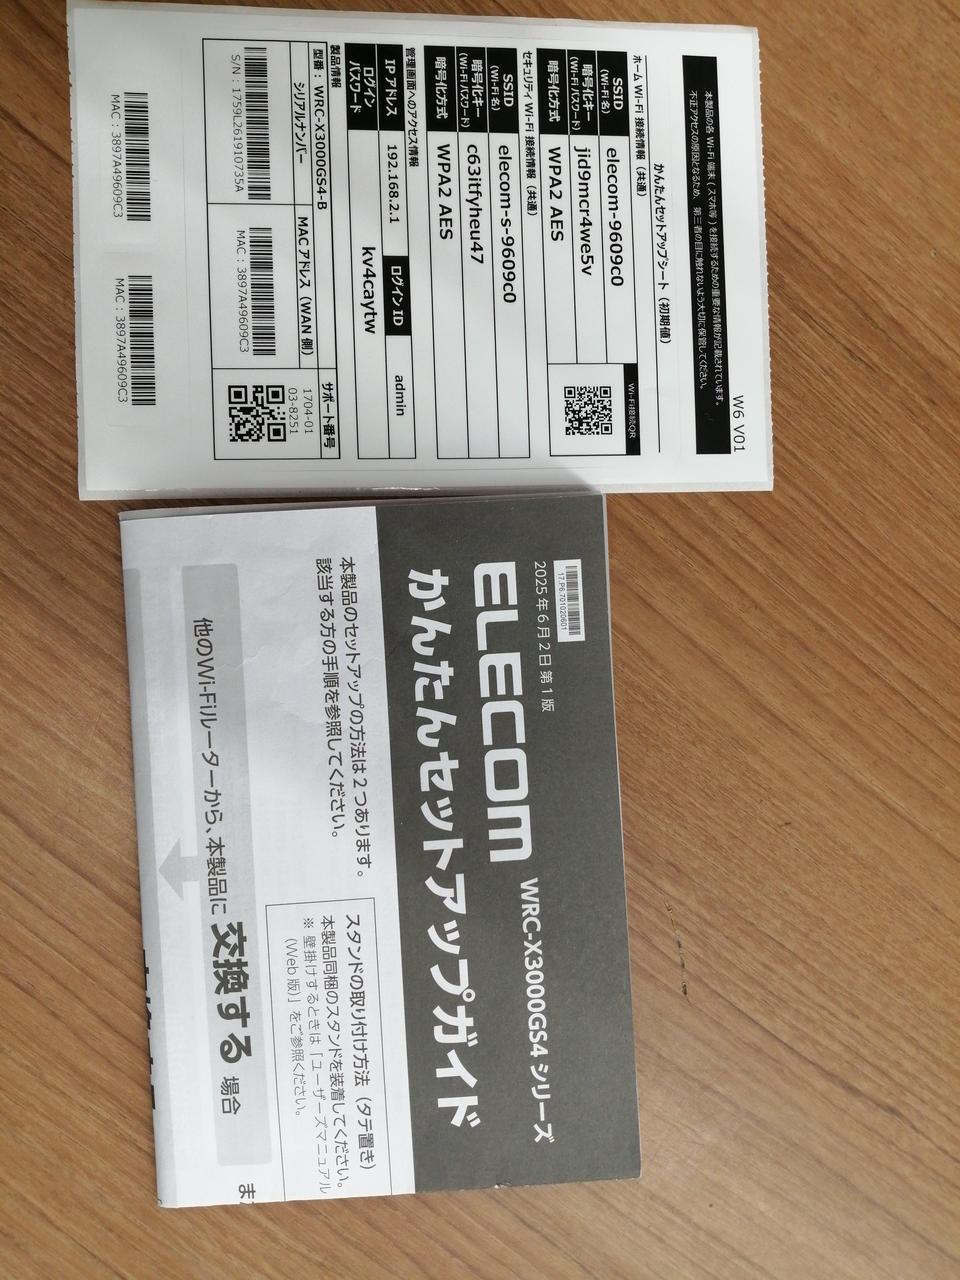 W6 V01
本製品の各 Wi-Fi 端末 ( スマホ等 ) を接続するための重要な情報が記載されています。
不正アクセスの原因となるため、第三者の目に触れないよう大切に保管してください。
かんたんセットアップシート（初期値）
ホーム Wi-Fi 接続情報（共通）
SSID
(Wi-Fi 名)
elecom-9609c0
暗号化キー
(Wi-Fi パスワード)
jid9mcr4we5v
暗号化方式
WPA2 AES
Wi-Fi接続QR
セキュリティ Wi-Fi 接続情報（共通）
SSID
(Wi-Fi 名)
elecom-s-9609c0
暗号化キー
(Wi-Fi パスワード)
c63itfyheu47
暗号化方式
WPA2 AES
管理画面へのアクセス情報
IP アドレス
192.168.2.1
ログイン ID
admin
ログイン
パスワード
kv4caytw
製品情報
型番：WRC-X3000GS4-B
シリアルナンバー
S/N : 1759L261910735A
MAC アドレス（WAN 側）
MAC : 3897A49609C3
サポート番号
1704-01
03-8251
MAC : 3897A49609C3
MAC : 3897A49609C3
17.P6.701020601
2025 年 6 月 2 日 第 1 版
ELECOM
WRC-X3000GS4 シリーズ
かんたんセットアップガイド
本製品のセットアップの方法は 2 つあります。
該当する方の手順を参照してください。
スタンドの取り付け方法（タテ置き）
本製品同梱のスタンドを装着してください。
※ 壁掛けするときは「ユーザーズマニュアル
(Web 版)」をご参照ください。
他のWi-Fiルーターから、本製品に 交換する 場合